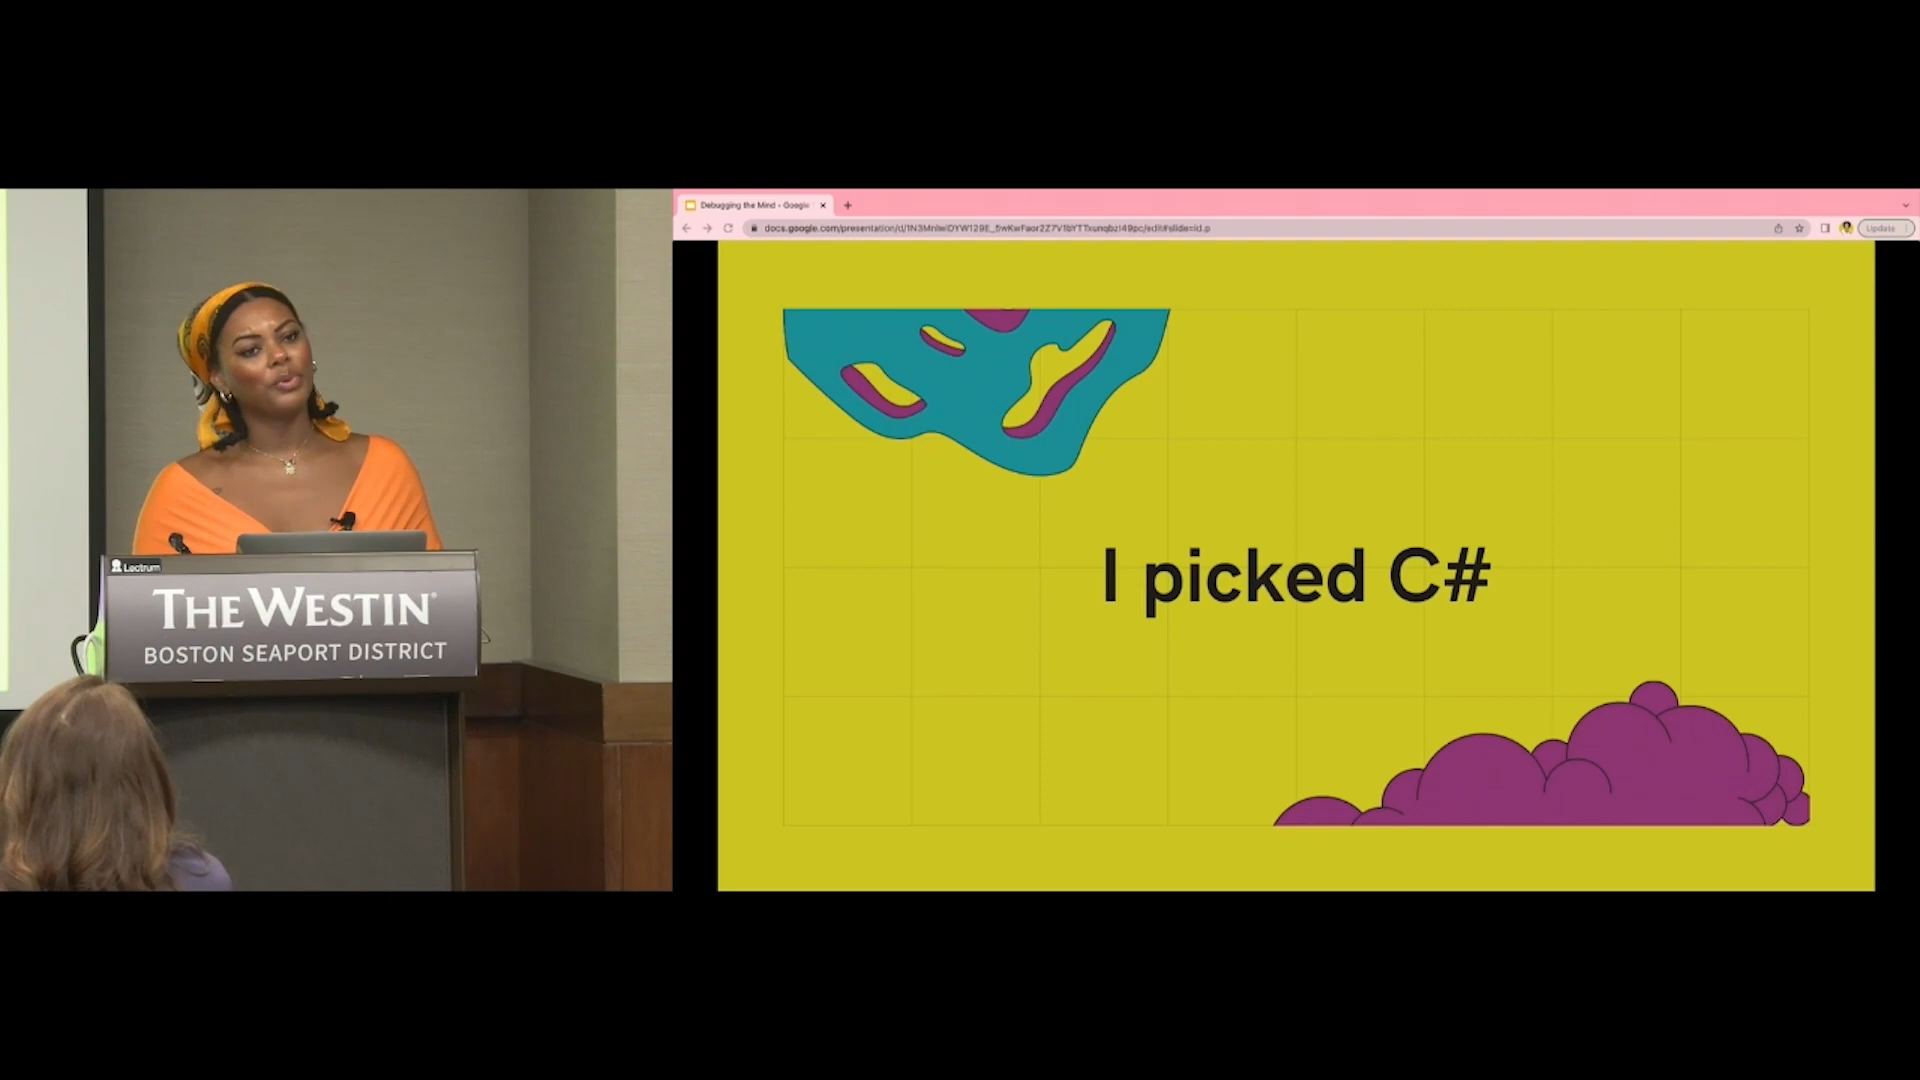 Lectrum
THE WESTIN
BOSTON SEAPORT DISTRICT
Debugging the Mind - Google
Update
I picked C#